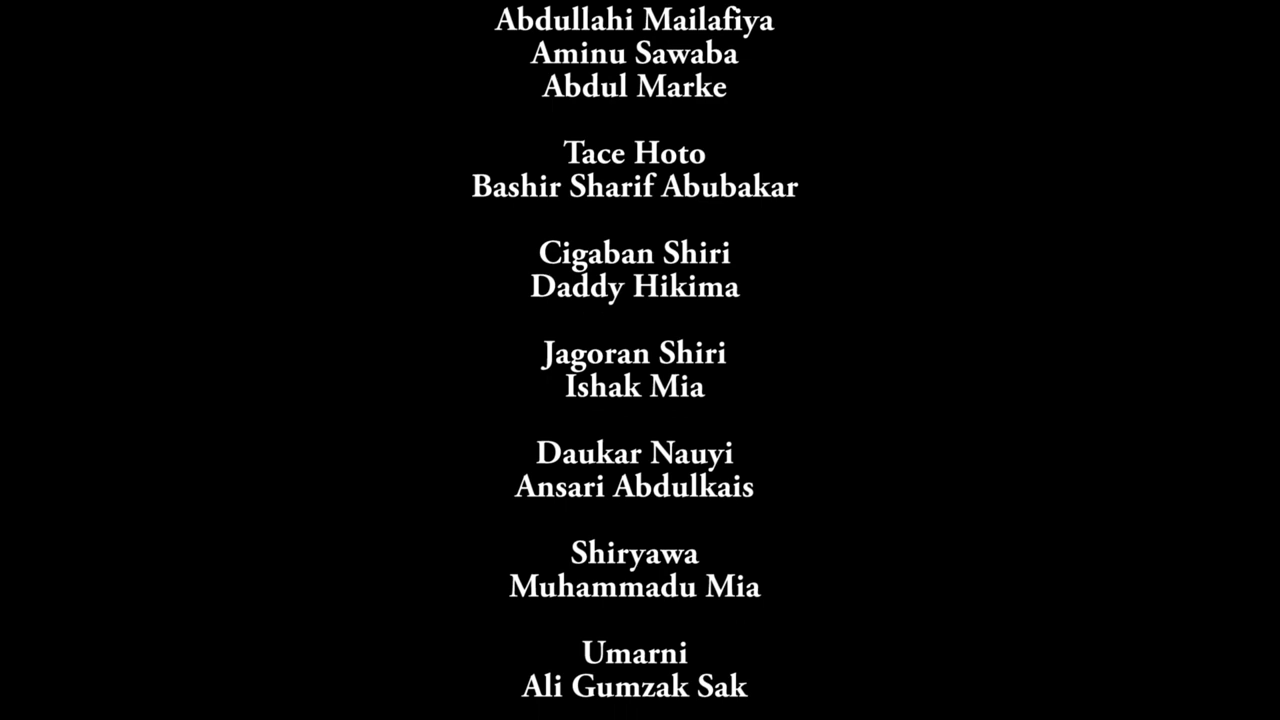 Abdullahi Mailafiya
Aminu Sawaba
Abdul Marke
Tace Hoto
Bashir Sharif Abubakar
Cigaban Shiri
Daddy Hikima
Jagoran Shiri
Ishak Mia
Daukar Nauyi
Ansari Abdulkais
Shiryawa
Muhammadu Mia
Umarni
Ali Gumzak Sak